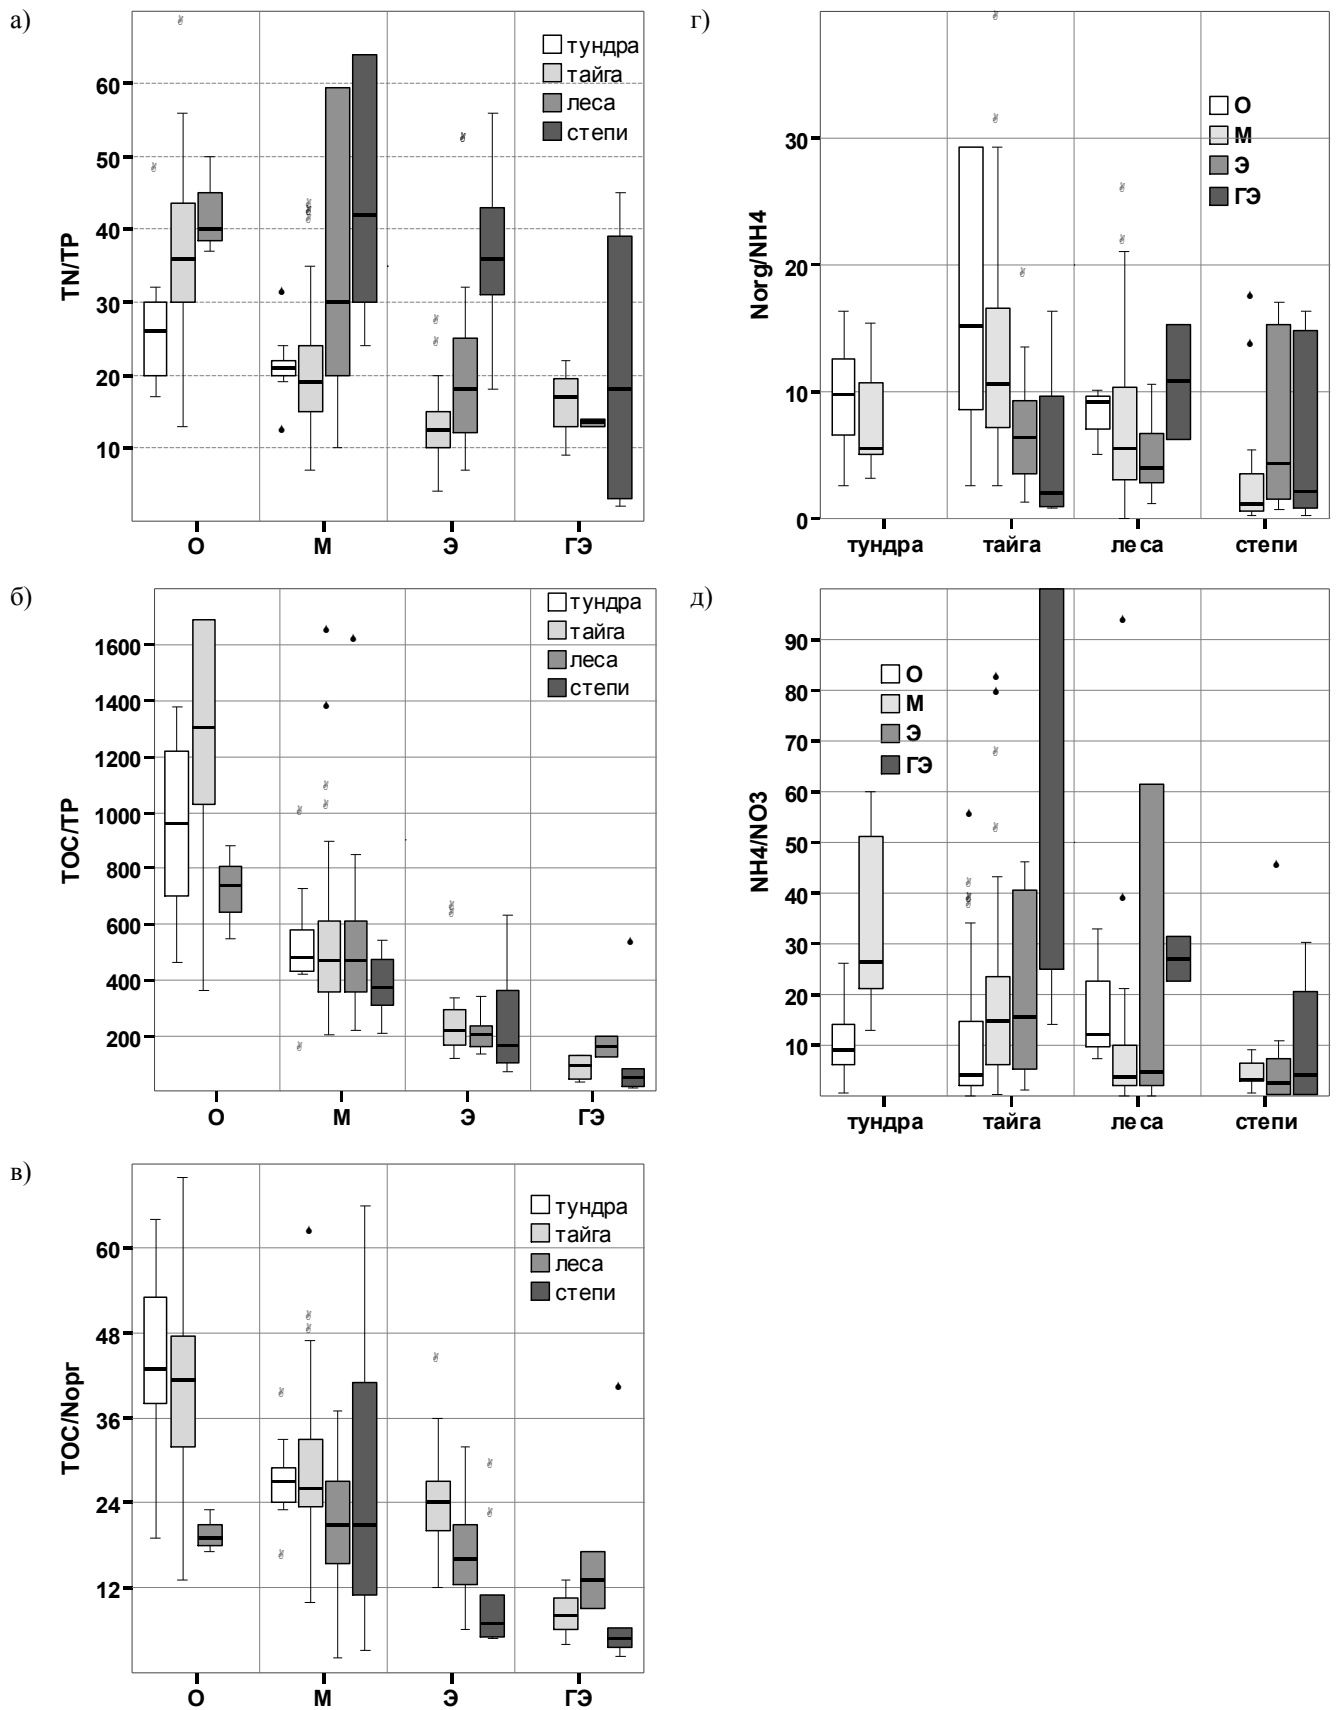 а)
TN/TP
60
50
40
30
20
10
тундра
тайга
леса
степи
О М Э ГЭ
г)
Norg/NH4
30
20
10
0
О
М
Э
ГЭ
тундра тайга леса степи
б)
TOC/TP
1600
1400
1200
1000
800
600
400
200
тундра
тайга
леса
степи
О М Э ГЭ
д)
NH4/NO3
90
80
70
60
50
40
30
20
10
О
М
Э
ГЭ
тундра тайга леса степи
в)
TOC/Nорг
60
48
36
24
12
тундра
тайга
леса
степи
О М Э ГЭ